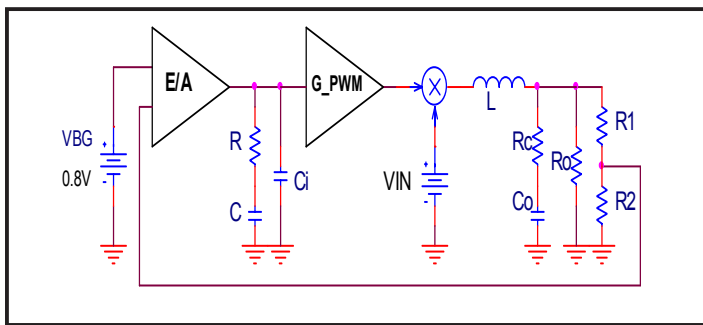 E/A
G_PWM
X
L
R1
VBG
+
-
0.8V
R
Ci
C
VIN
+
-
Rc
Ro
Co
R2